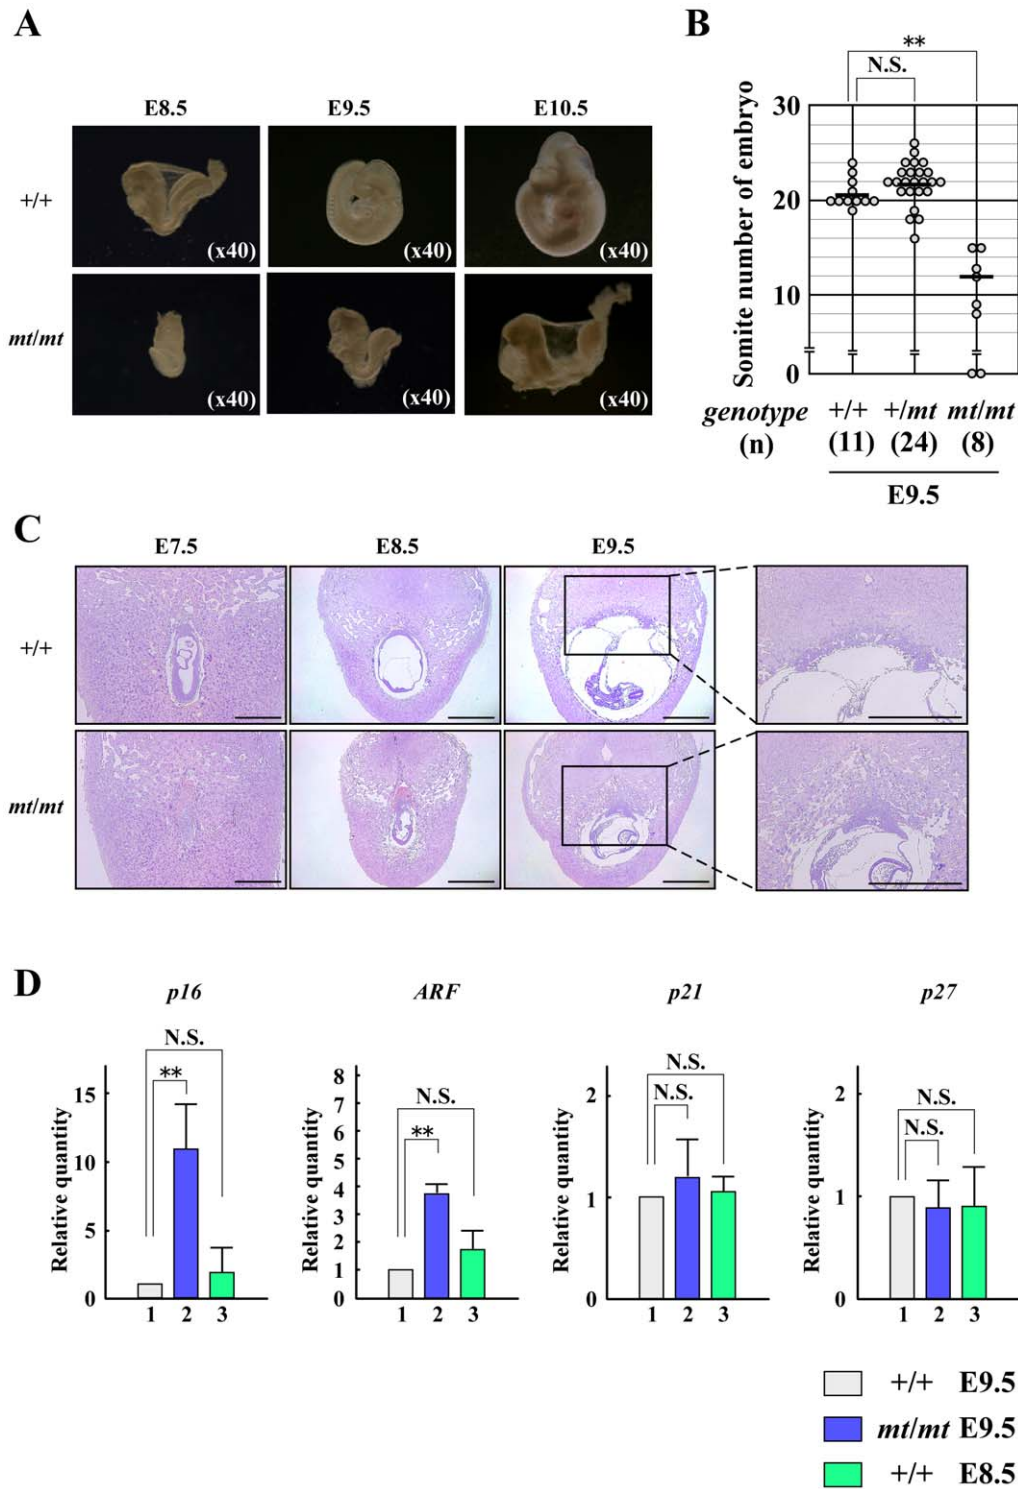 A
E8.5 E9.5 E10.5
+/+
(x40) (x40) (x40)
mt/mt
(x40) (x40) (x40)
B
**
N.S.
Somite number of embryo
30
20
10
0
genotype +/+ +/mt mt/mt
(n) (11) (24) (8)
E9.5
C
E7.5 E8.5 E9.5
+/+
mt/mt
D
p16
N.S.
**
Relative quantity
15
10
5
0
1 2 3
ARF
N.S.
**
Relative quantity
8
7
6
5
4
3
2
1
0
1 2 3
p21
N.S.
N.S.
Relative quantity
2
1
0
1 2 3
p27
N.S.
N.S.
Relative quantity
2
1
0
1 2 3
+/+ E9.5
mt/mt E9.5
+/+ E8.5